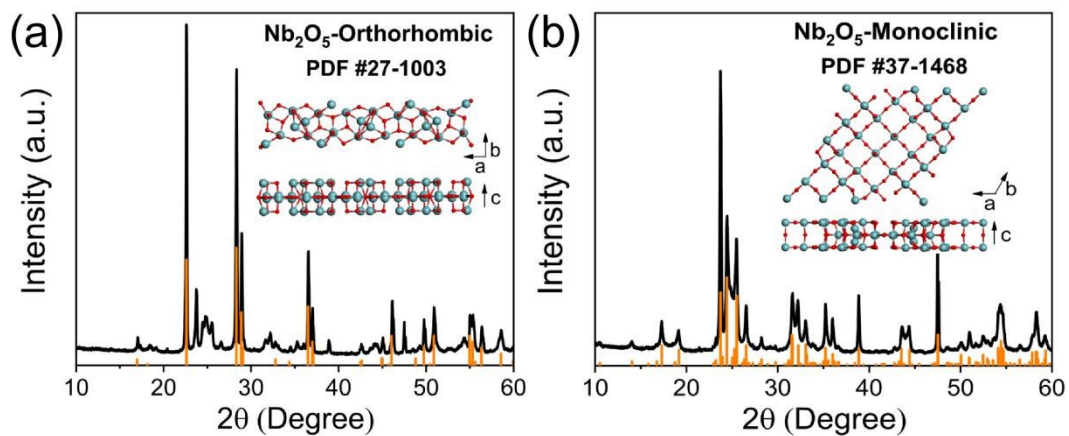 (a)
Nb₂O₅-Orthorhombic
PDF #27-1003
b
a
c
Intensity (a.u.)
10 20 30 40 50 60
2θ (Degree)
(b)
Nb₂O₅-Monoclinic
PDF #37-1468
b
a
c
Intensity (a.u.)
10 20 30 40 50 60
2θ (Degree)